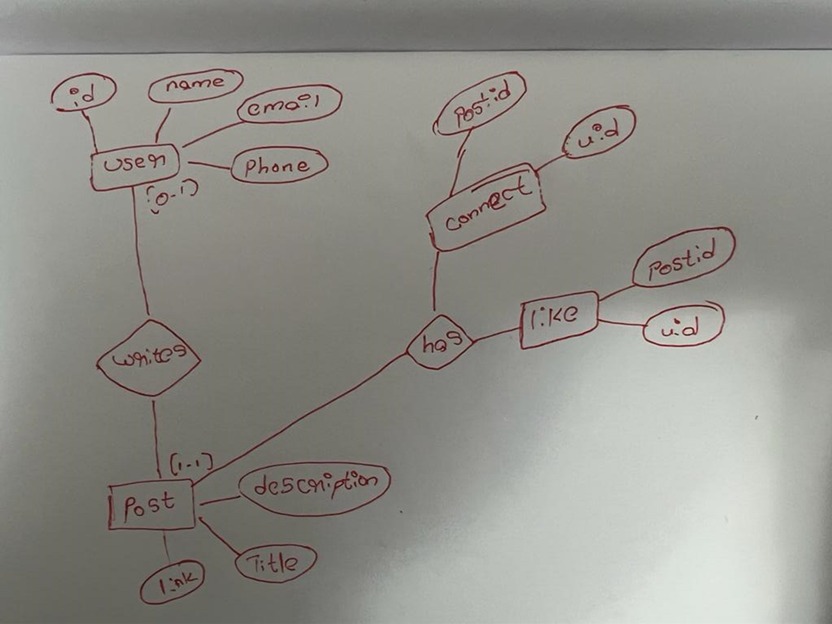 id
name
email
user
Phone
(0-1)
Postid
uid
connect
Postid
like
uid
has
writes
(1-1)
description
Post
Title
link